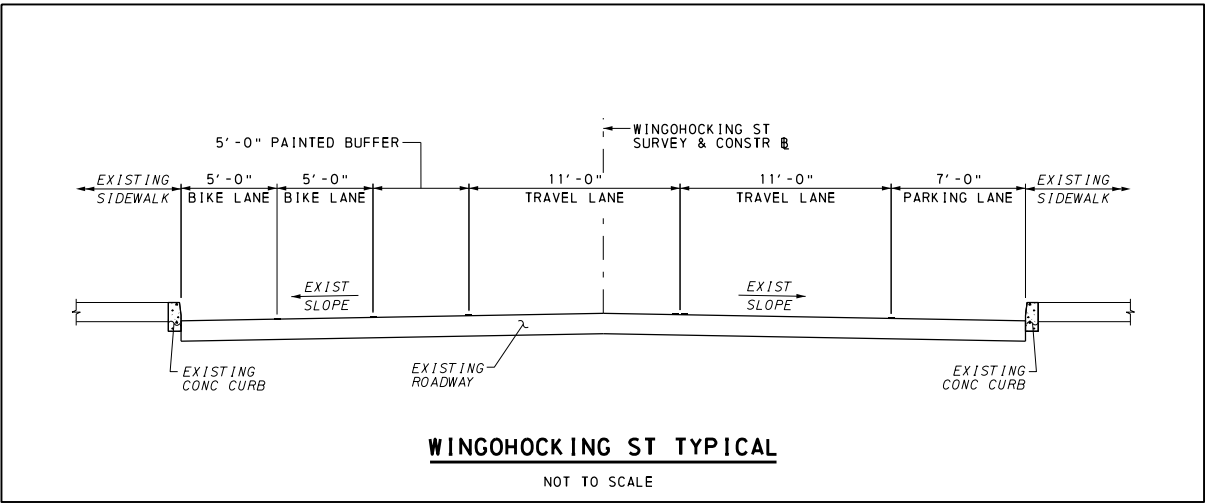 WINGOHOCKING ST
SURVEY & CONSTR ℄
5'-0" PAINTED BUFFER
EXISTING
SIDEWALK
5'-0"
BIKE LANE
5'-0"
BIKE LANE
11'-0"
TRAVEL LANE
11'-0"
TRAVEL LANE
7'-0"
PARKING LANE
EXISTING
SIDEWALK
EXIST
SLOPE
EXIST
SLOPE
EXISTING
CONC CURB
EXISTING
ROADWAY
EXISTING
CONC CURB
WINGOHOCKING ST TYPICAL
NOT TO SCALE